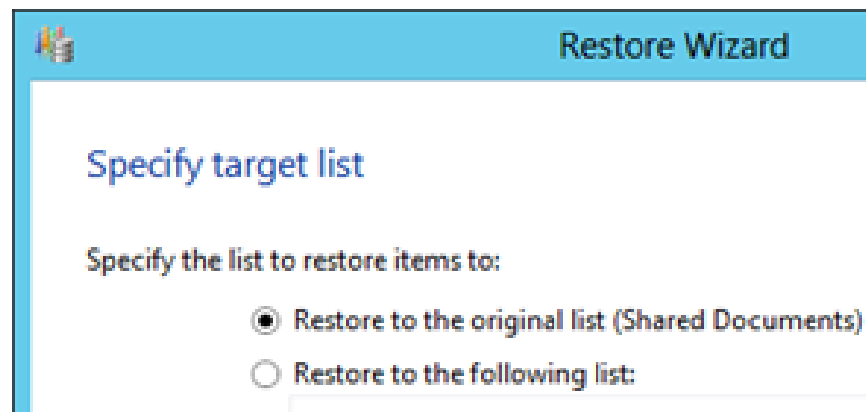 Restore Wizard
Specify target list
Specify the list to restore items to:
Restore to the original list (Shared Documents)
Restore to the following list: